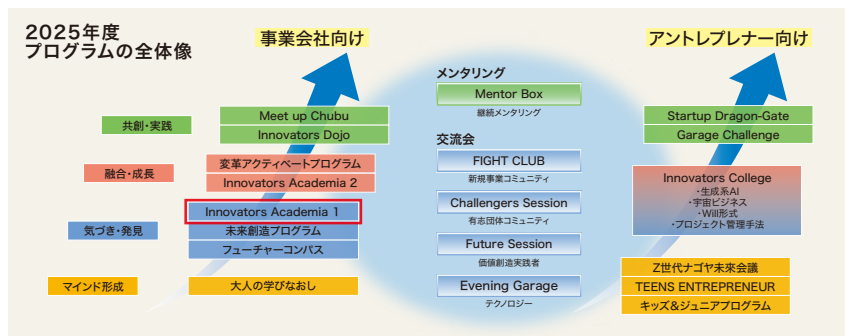 2025年度
プログラムの全体像
事業会社向け
アントレプレナー向け
共創・実践
Meet up Chubu
Innovators Dojo
融合・成長
変革アクティベートプログラム
Innovators Academia 2
気づき・発見
Innovators Academia 1
未来創造プログラム
フューチャーコンパス
マインド形成
大人の学びなおし
メンタリング
Mentor Box
継続メンタリング
交流会
FIGHT CLUB
新規事業コミュニティ
Challengers Session
有志団体コミュニティ
Future Session
価値創造実践者
Evening Garage
テクノロジー
Startup Dragon-Gate
Garage Challenge
Innovators College
・生成系AI
・宇宙ビジネス
・Will形式
・プロジェクト管理手法
Z世代ナゴヤ未来会議
TEENS ENTREPRENEUR
キッズ&ジュニアプログラム